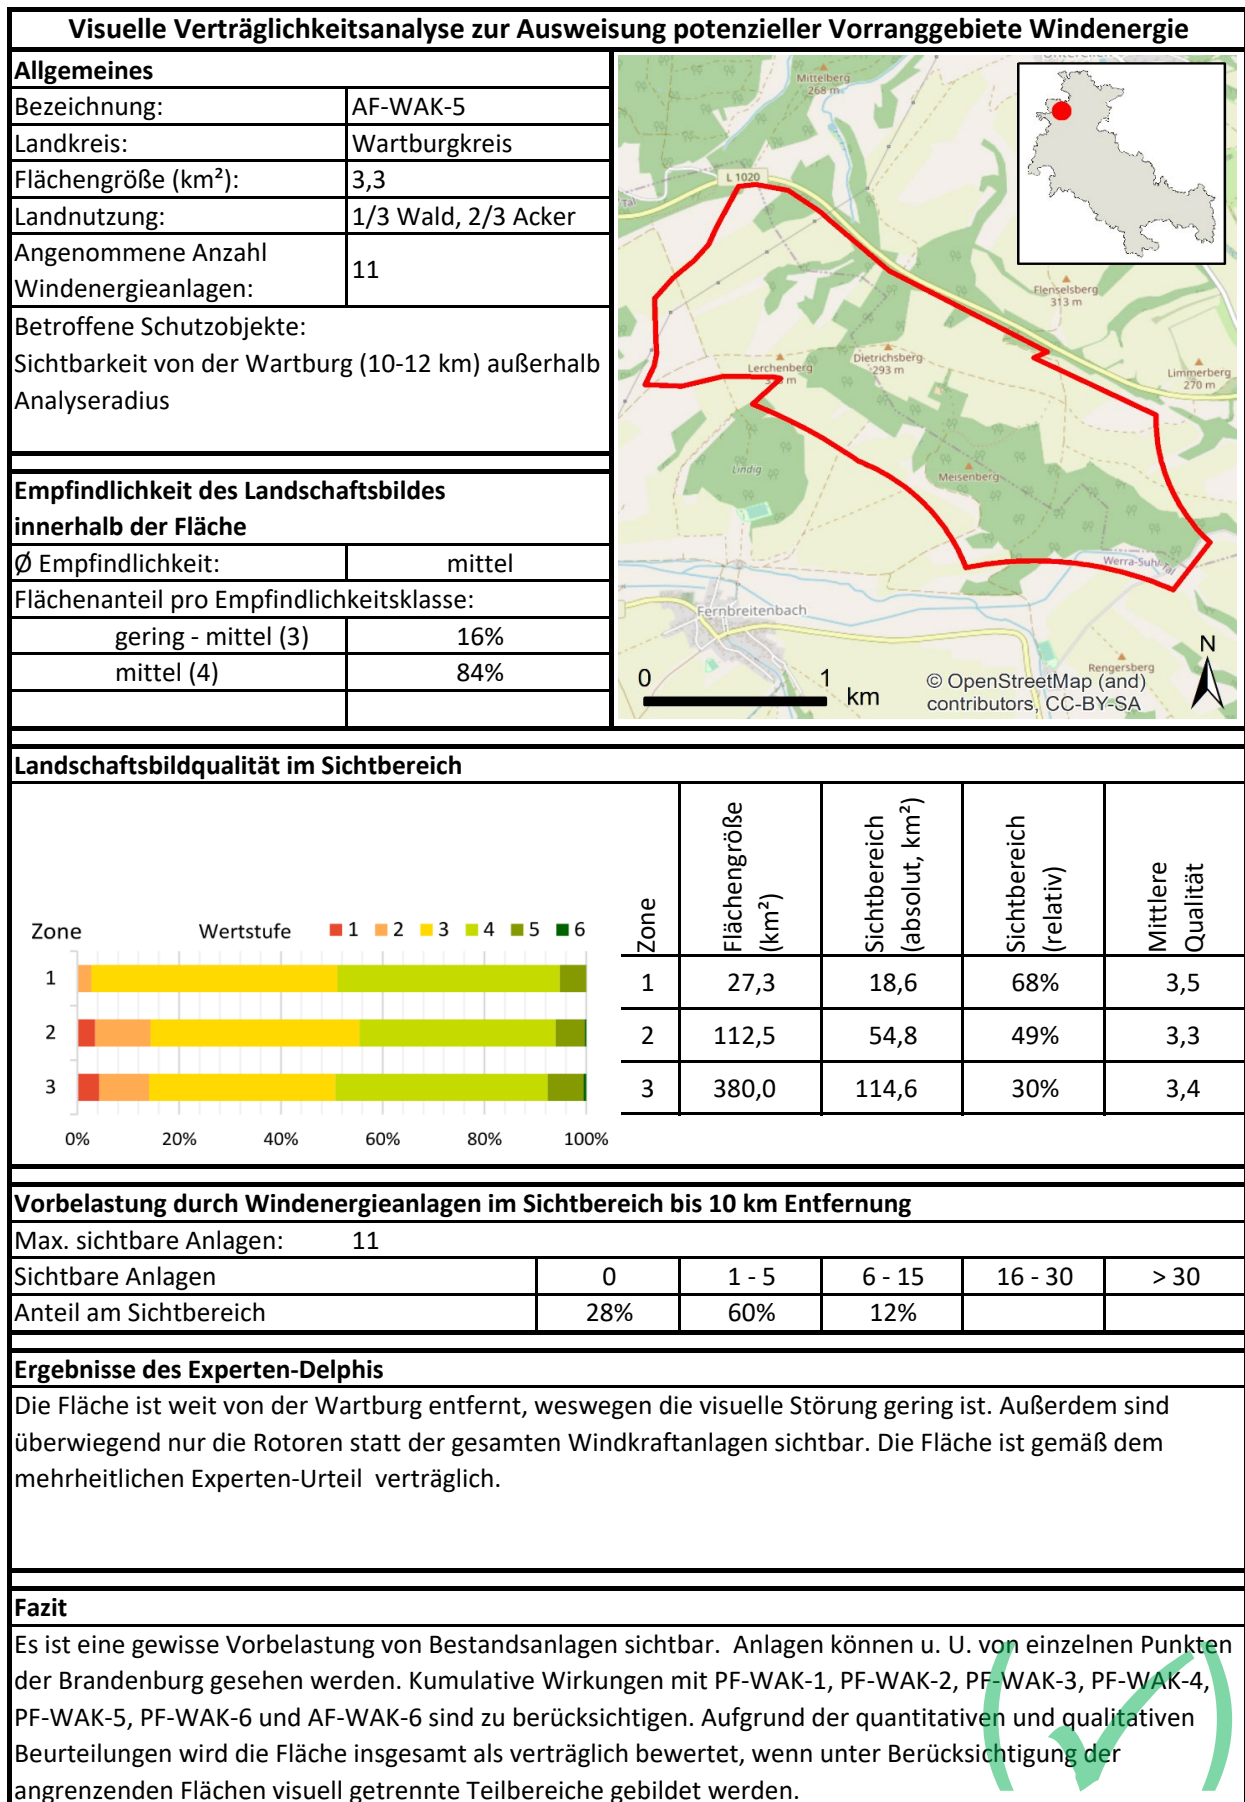 Visuelle Verträglichkeitsanalyse zur Ausweisung potenzieller Vorranggebiete Windenergie
Allgemeines
Bezeichnung: AF-WAK-5
Landkreis: Wartburgkreis
Flächengröße (km²): 3,3
Landnutzung: 1/3 Wald, 2/3 Acker
Angenommene Anzahl
Windenergieanlagen: 11
Betroffene Schutzobjekte:
Sichtbarkeit von der Wartburg (10-12 km) außerhalb
Analyseradius
Empfindlichkeit des Landschaftsbildes
innerhalb der Fläche
Ø Empfindlichkeit: mittel
Flächenanteil pro Empfindlichkeitsklasse:
gering - mittel (3) 16%
mittel (4) 84%
Mittelberg
268 m
L 1020
Tal
Flenselsberg
313 m
Dietrichsberg
293 m
Lerchenberg
m
Limmerberg
270 m
Lindig
Meisenberg
Werra-Suhl-Tal
Fernbreitenbach
Rengersberg
N
0 1 km
© OpenStreetMap (and)
contributors, CC-BY-SA
Landschaftsbildqualität im Sichtbereich
Zone Wertstufe 1 2 3 4 5 6
1
2
3
0% 20% 40% 60% 80% 100%
Zone Flächengröße (km²) Sichtbereich (absolut, km²) Sichtbereich (relativ) Mittlere Qualität
1 27,3 18,6 68% 3,5
2 112,5 54,8 49% 3,3
3 380,0 114,6 30% 3,4
Vorbelastung durch Windenergieanlagen im Sichtbereich bis 10 km Entfernung
Max. sichtbare Anlagen: 11
Sichtbare Anlagen 0 1 - 5 6 - 15 16 - 30 > 30
Anteil am Sichtbereich 28% 60% 12%
Ergebnisse des Experten-Delphis
Die Fläche ist weit von der Wartburg entfernt, weswegen die visuelle Störung gering ist. Außerdem sind
überwiegend nur die Rotoren statt der gesamten Windkraftanlagen sichtbar. Die Fläche ist gemäß dem
mehrheitlichen Experten-Urteil  verträglich.
Fazit
Es ist eine gewisse Vorbelastung von Bestandsanlagen sichtbar.  Anlagen können u. U. von einzelnen Punkten
der Brandenburg gesehen werden. Kumulative Wirkungen mit PF-WAK-1, PF-WAK-2, PF-WAK-3, PF-WAK-4,
PF-WAK-5, PF-WAK-6 und AF-WAK-6 sind zu berücksichtigen. Aufgrund der quantitativen und qualitativen
Beurteilungen wird die Fläche insgesamt als verträglich bewertet, wenn unter Berücksichtigung der
angrenzenden Flächen visuell getrennte Teilbereiche gebildet werden.